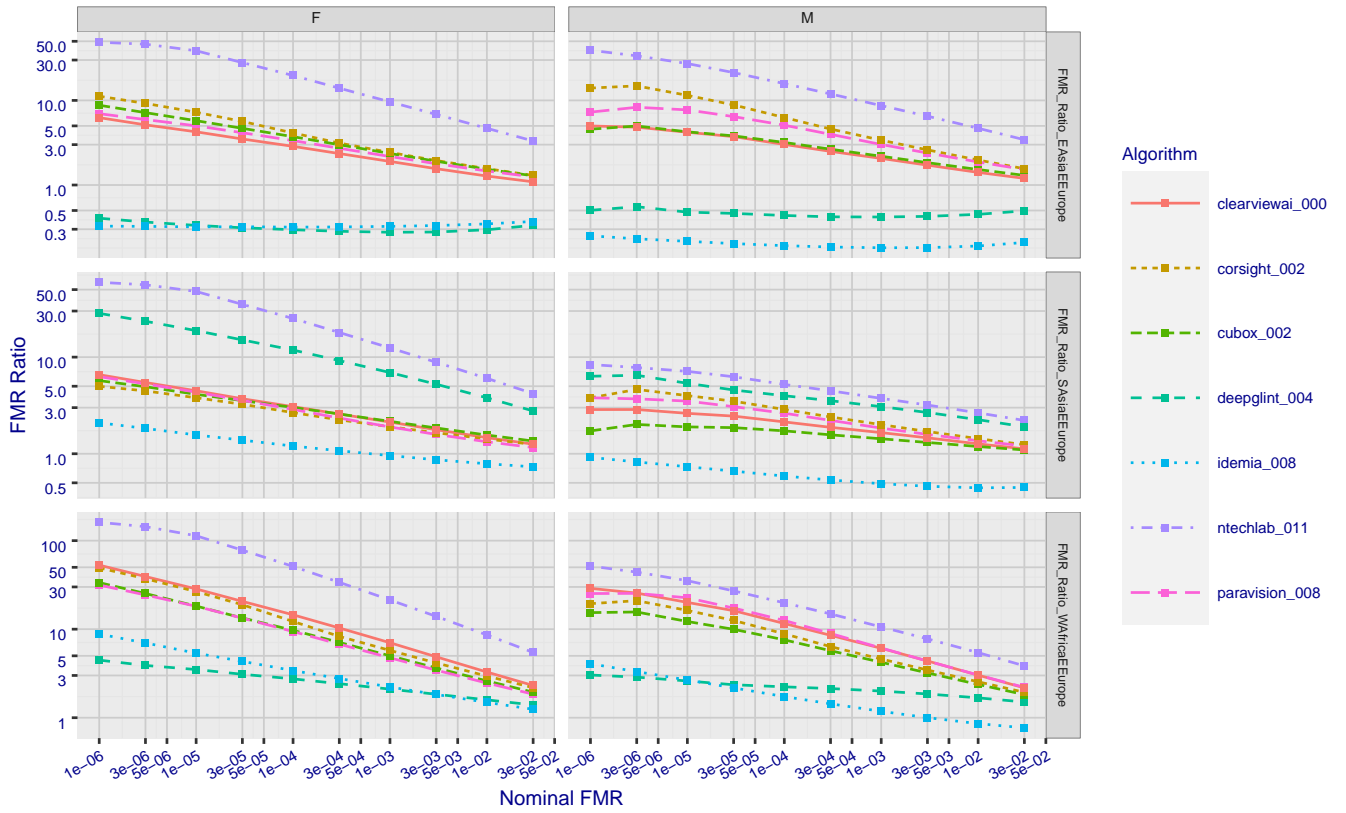 F
M
FMR Ratio
50.0
30.0
10.0
5.0
3.0
1.0
0.5
0.3
FMR_Ratio_EAsiaEEurope
50.0
30.0
10.0
5.0
3.0
1.0
0.5
FMR_Ratio_SAsiaEEurope
100
50
30
10
5
3
1
FMR_Ratio_WAfricaEEurope
1e−06
3e−06
5e−06
1e−05
3e−05
5e−05
1e−04
3e−04
5e−04
1e−03
3e−03
5e−03
1e−02
3e−02
5e−02
1e−06
3e−06
5e−06
1e−05
3e−05
5e−05
1e−04
3e−04
5e−04
1e−03
3e−03
5e−03
1e−02
3e−02
5e−02
Nominal FMR
Algorithm
clearviewai_000
corsight_002
cubox_002
deepglint_004
idemia_008
ntechlab_011
paravision_008